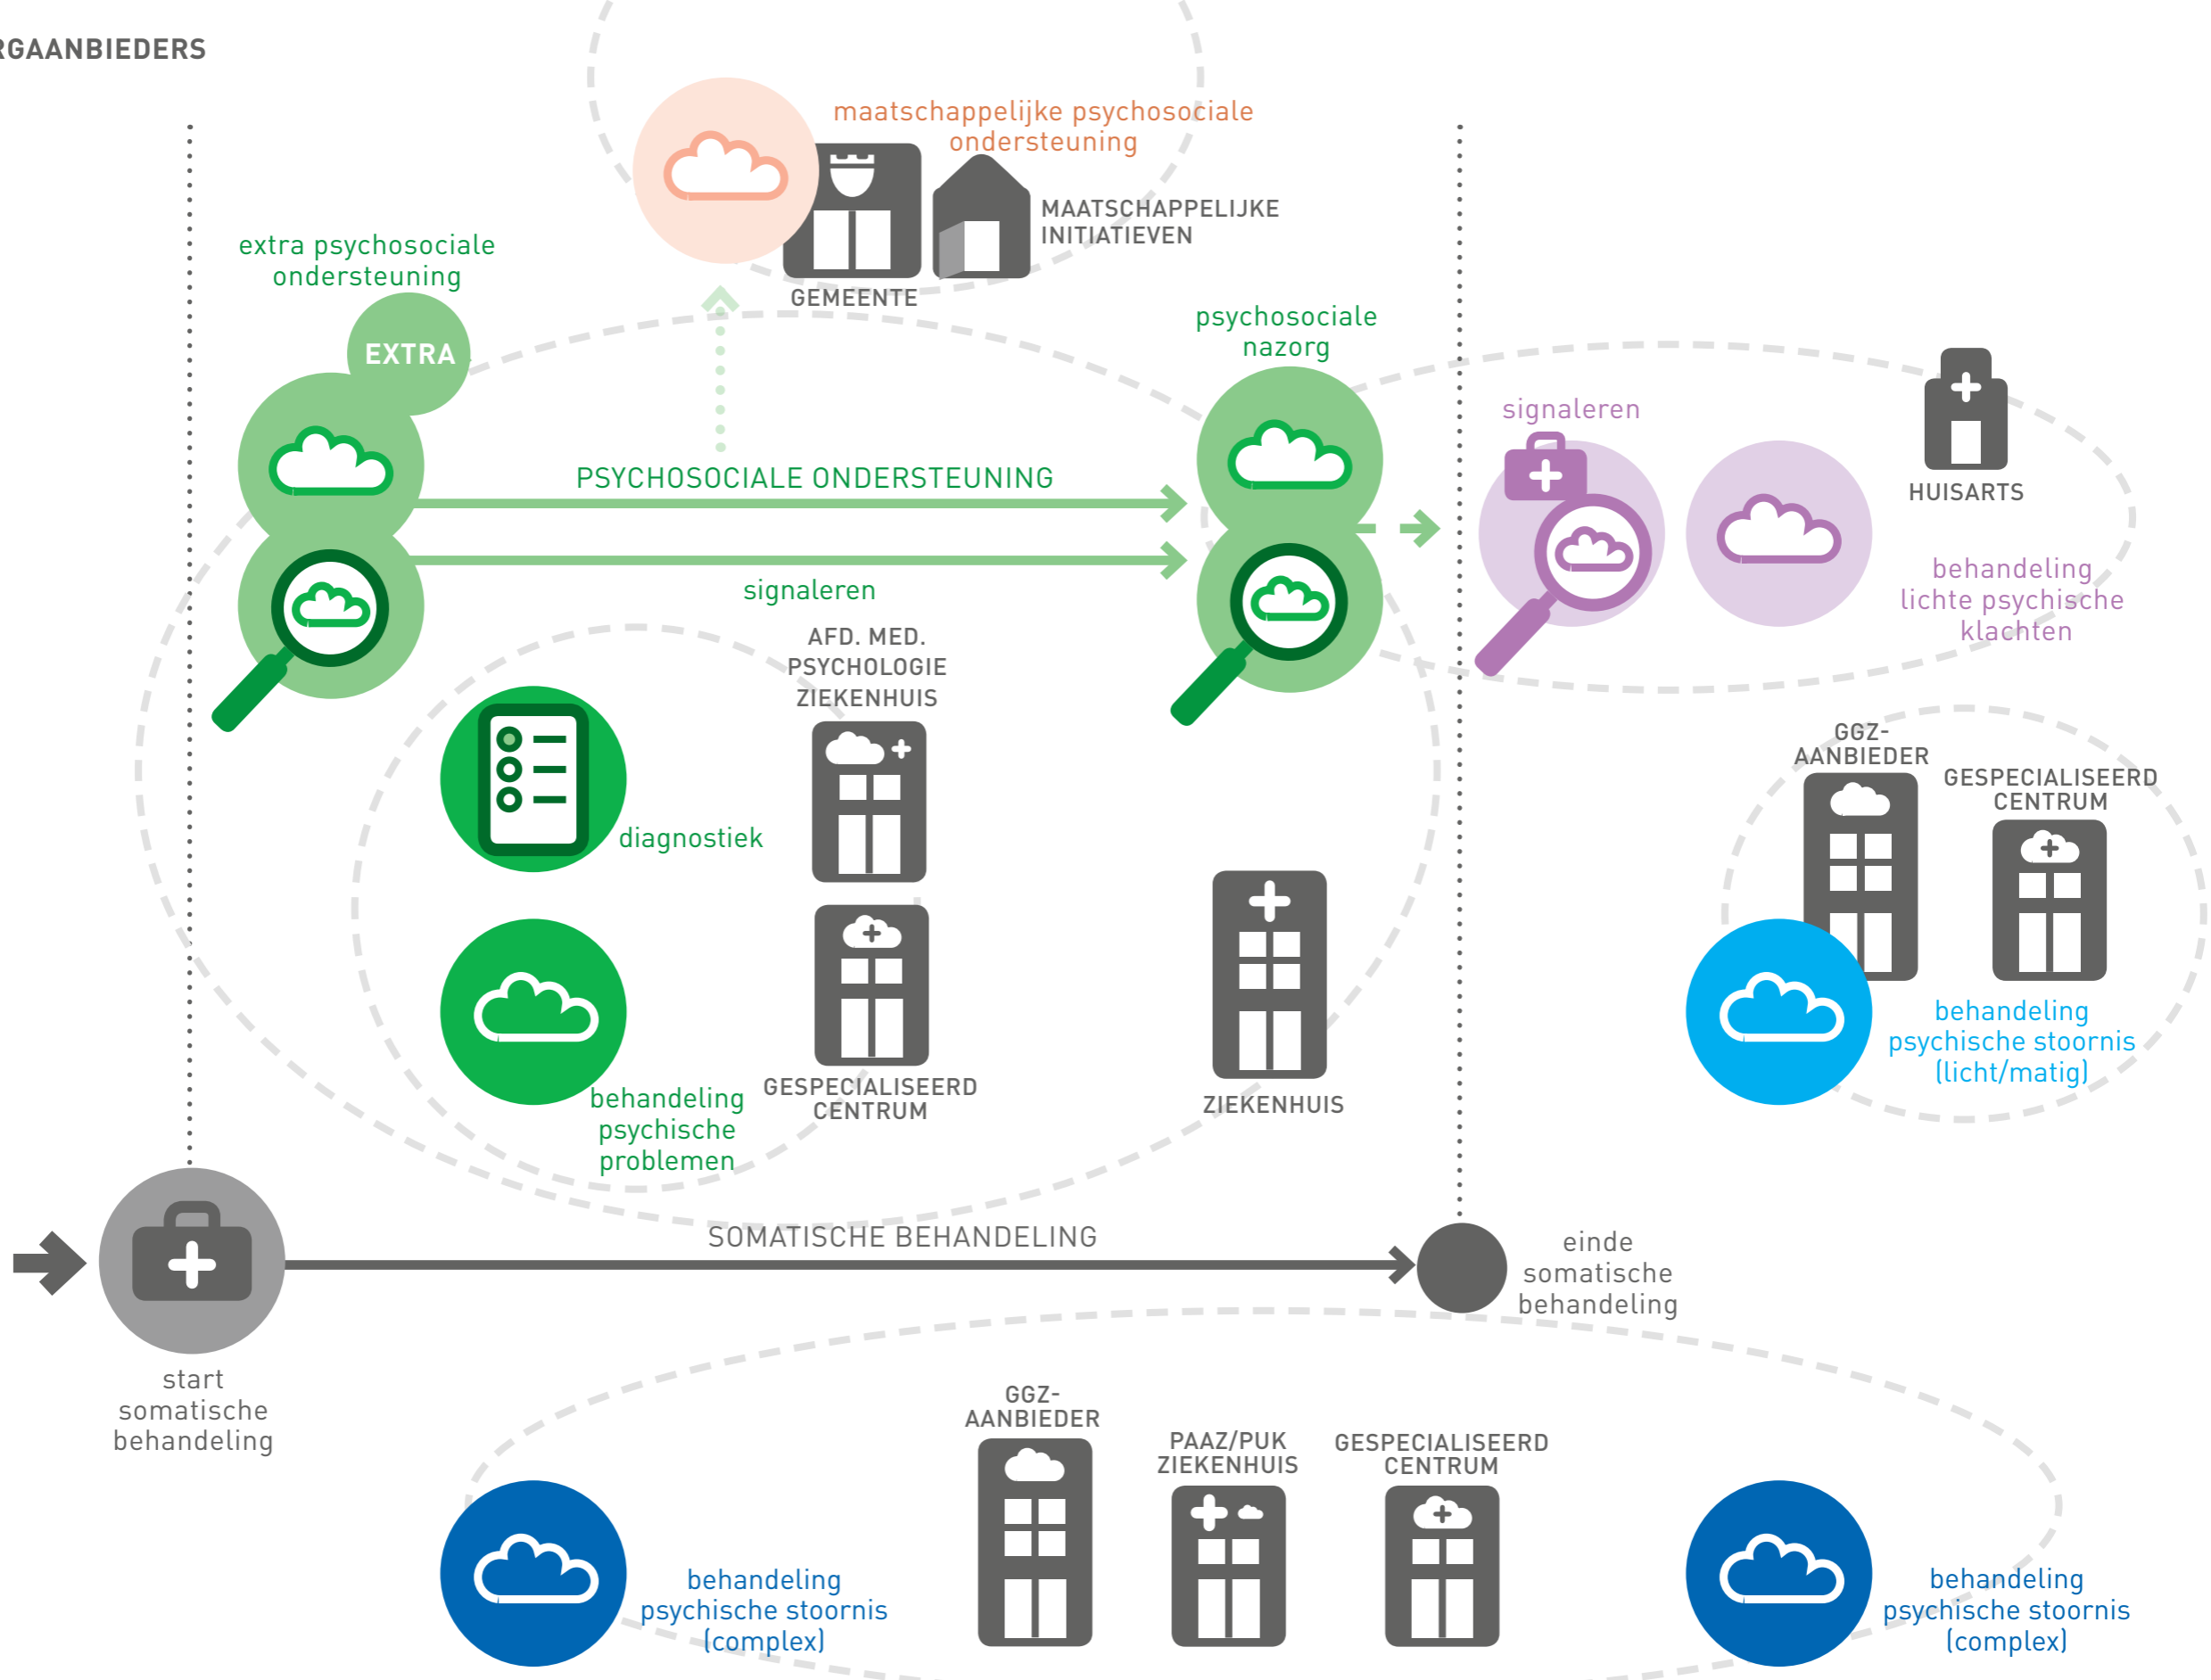 RGAANBIEDERS
maatschappelijke psychosociale
ondersteuning
MAATSCHAPPELIJKE
INITIATIEVEN
GEMEENTE
extra psychosociale
ondersteuning
EXTRA
psychosociale
nazorg
PSYCHOSOCIALE ONDERSTEUNING
signaleren
signaleren
HUISARTS
behandeling
lichte psychische
klachten
AFD. MED.
PSYCHOLOGIE
ZIEKENHUIS
diagnostiek
GESPECIALISEERD
CENTRUM
behandeling
psychische
problemen
ZIEKENHUIS
GGZ-
AANBIEDER
GESPECIALISEERD
CENTRUM
behandeling
psychische stoornis
(licht/matig)
SOMATISCHE BEHANDELING
start
somatische
behandeling
einde
somatische
behandeling
GGZ-
AANBIEDER
PAAZ/PUK
ZIEKENHUIS
GESPECIALISEERD
CENTRUM
behandeling
psychische stoornis
(complex)
behandeling
psychische stoornis
(complex)